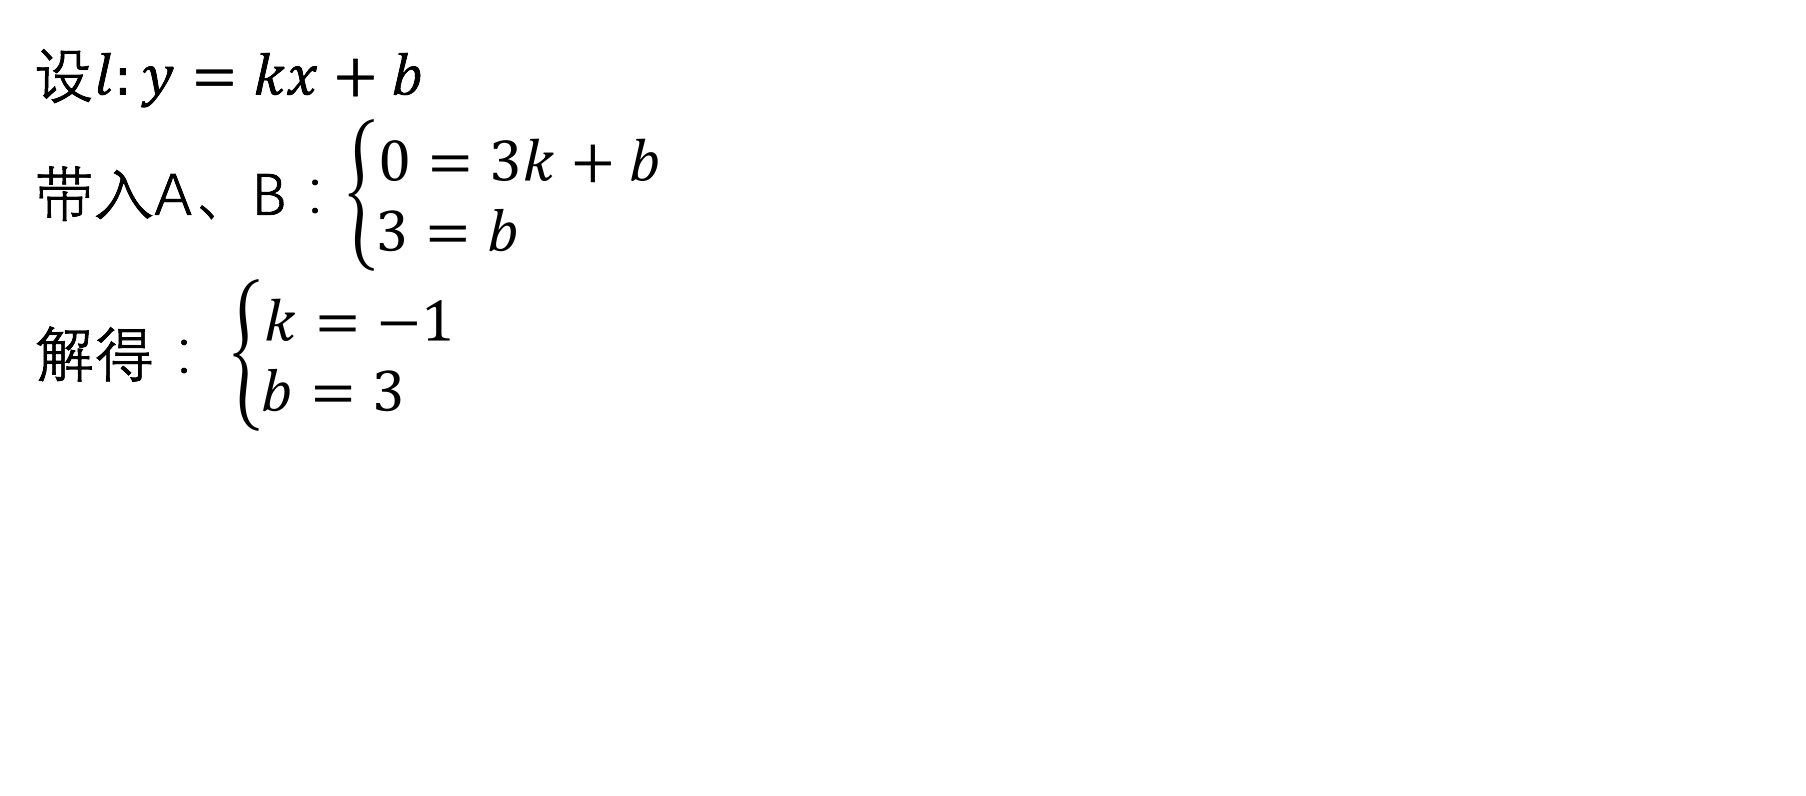 设l: y = kx + b
带入A、B：{0 = 3k + b
3 = b
解得：{k = −1
b = 3